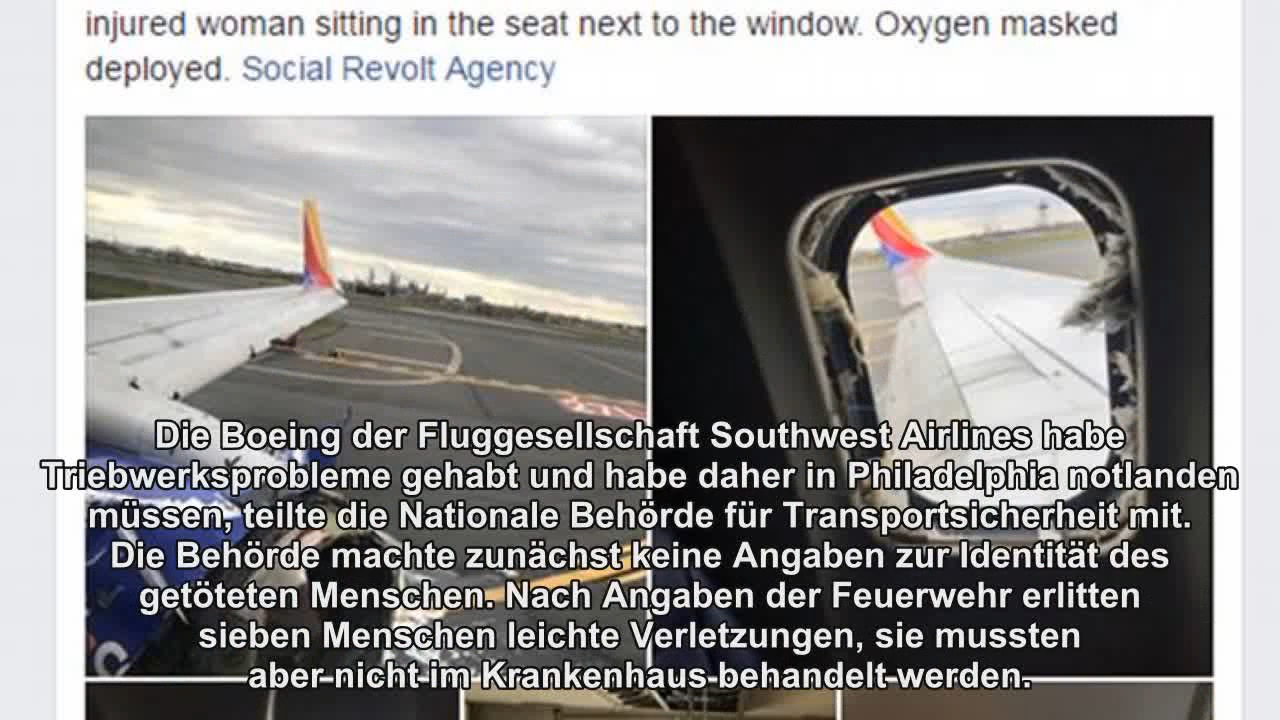 injured woman sitting in the seat next to the window. Oxygen masked
deployed. Social Revolt Agency
Die Boeing der Fluggesellschaft Southwest Airlines habe
Triebwerksprobleme gehabt und habe daher in Philadelphia notlanden
müssen, teilte die Nationale Behörde für Transportsicherheit mit.
Die Behörde machte zunächst keine Angaben zur Identität des
getöteten Menschen. Nach Angaben der Feuerwehr erlitten
sieben Menschen leichte Verletzungen, sie mussten
aber nicht im Krankenhaus behandelt werden.